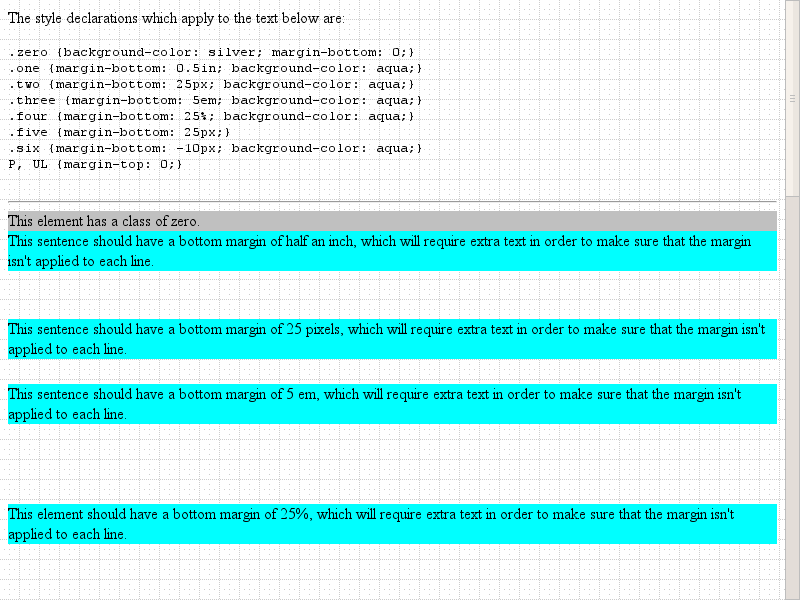 The style declarations which apply to the text below are:
.zero {background-color: silver; margin-bottom: 0;}
.one {margin-bottom: 0.5in; background-color: aqua;}
.two {margin-bottom: 25px; background-color: aqua;}
.three {margin-bottom: 5em; background-color: aqua;}
.four {margin-bottom: 25%; background-color: aqua;}
.five {margin-bottom: 25px;}
.six {margin-bottom: -10px; background-color: aqua;}
P, UL {margin-top: 0;}
This element has a class of zero.
This sentence should have a bottom margin of half an inch, which will require extra text in order to make sure that the margin
isn't applied to each line.
This sentence should have a bottom margin of 25 pixels, which will require extra text in order to make sure that the margin isn't
applied to each line.
This sentence should have a bottom margin of 5 em, which will require extra text in order to make sure that the margin isn't
applied to each line.
This element should have a bottom margin of 25%, which will require extra text in order to make sure that the margin isn't
applied to each line.